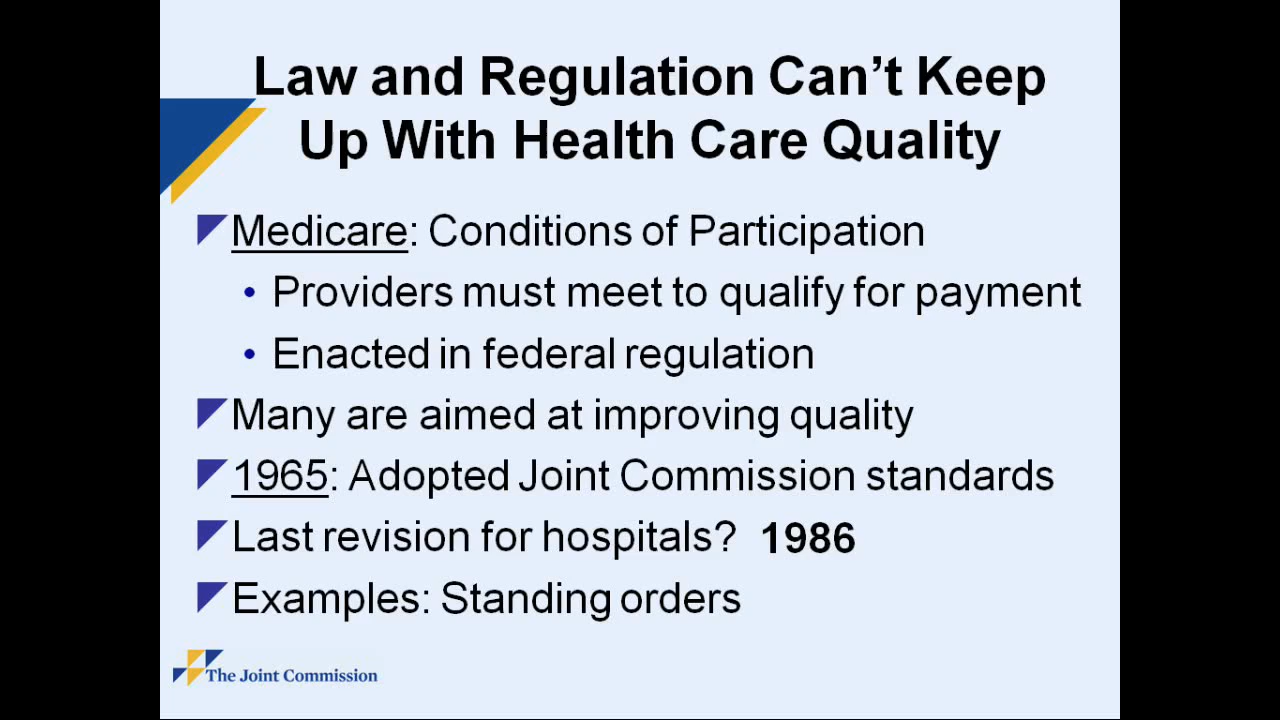 Law and Regulation Can’t Keep
Up With Health Care Quality
Medicare: Conditions of Participation
• Providers must meet to qualify for payment
• Enacted in federal regulation
Many are aimed at improving quality
1965: Adopted Joint Commission standards
Last revision for hospitals? 1986
Examples: Standing orders
The Joint Commission